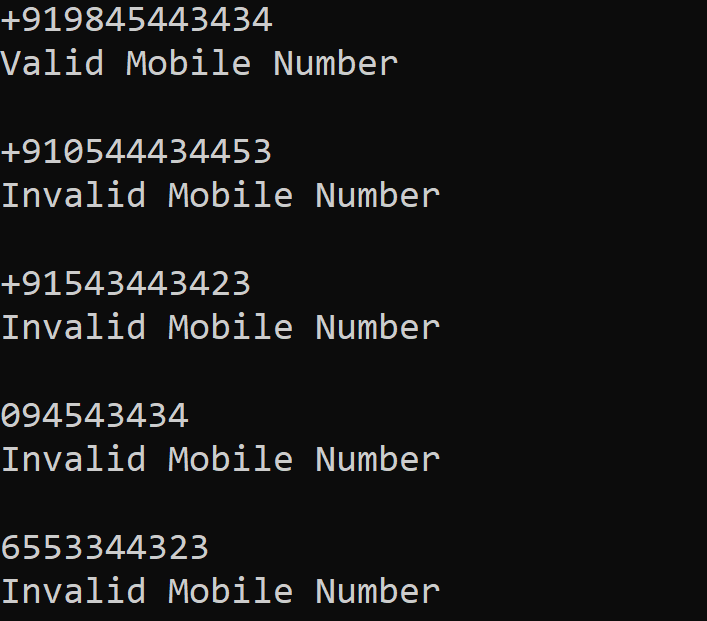 +919845443434
Valid Mobile Number
+910544434453
Invalid Mobile Number
+91543443423
Invalid Mobile Number
094543434
Invalid Mobile Number
6553344323
Invalid Mobile Number